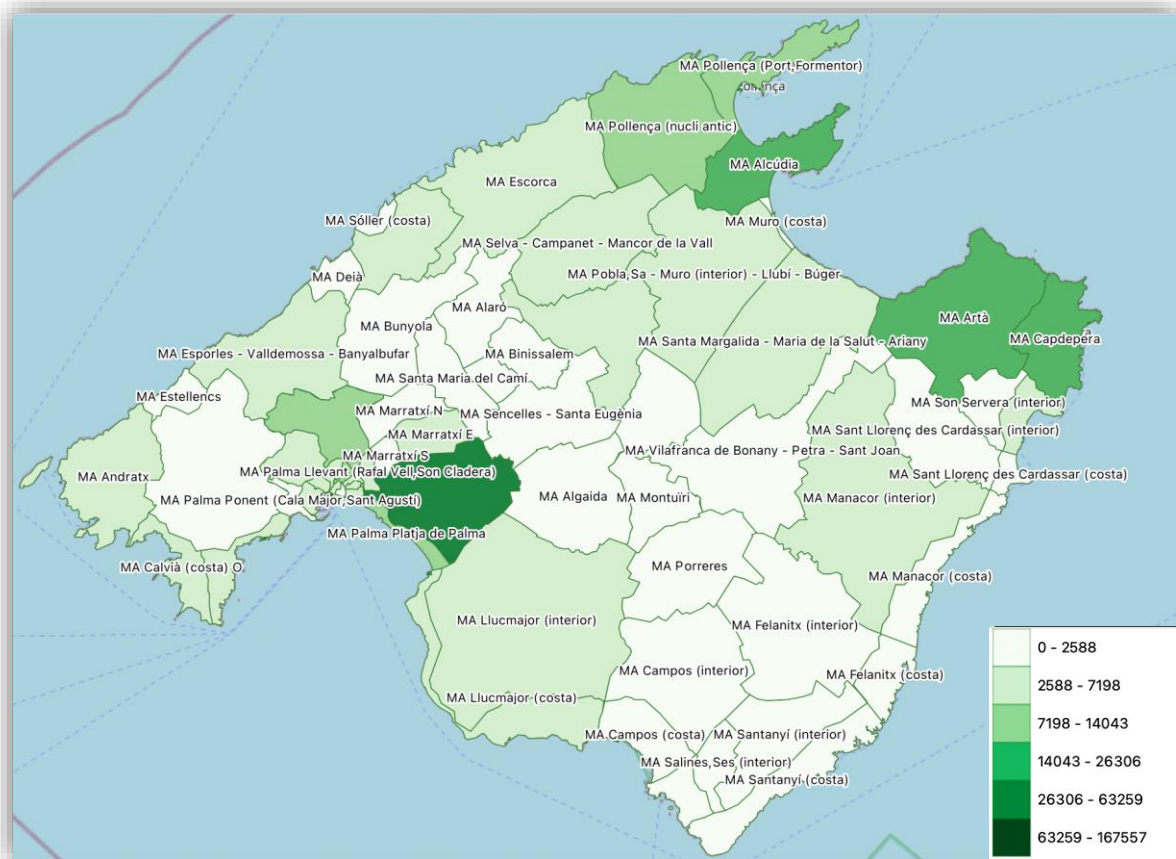 MA Pollença (Port,Formentor)
MA Pollença (nucli antic)
MA Alcúdia
MA Escorca
MA Sóller (costa)
MA Muro (costa)
MA Selva - Campanet - Mancor de la Vall
MA Deià
MA Pobla,Sa - Muro (interior) - Llubí - Búger
MA Alaró
MA Artà
MA Bunyola
MA Capdepera
MA Santa Margalida - Maria de la Salut - Ariany
MA Esporles - Valldemossa - Banyalbufar
MA Binissalem
MA Santa Maria del Camí
MA Estellencs
MA Son Servera (interior)
MA Marratxí N
MA Sencelles - Santa Eugènia
MA Sant Llorenç des Cardassar (interior)
MA Marratxí E
MA Vilafranca de Bonany - Petra - Sant Joan
MA Marratxí S
MA Palma Llevant (Rafal Vell,Son Cladera)
MA Sant Llorenç des Cardassar (costa)
MA Andratx
MA Algaida
MA Montuïri
MA Manacor (interior)
MA Palma Ponent (Cala Major,Sant Agustí)
MA Palma Platja de Palma
MA Porreres
MA Calvià (costa) O
MA Manacor (costa)
MA Llucmajor (interior)
MA Felanitx (interior)
MA Campos (interior)
MA Felanitx (costa)
MA Llucmajor (costa)
MA Campos (costa)
MA Santanyí (interior)
MA Salines,Ses (interior)
MA Santanyí (costa)
0 - 2588
2588 - 7198
7198 - 14043
14043 - 26306
26306 - 63259
63259 - 167557